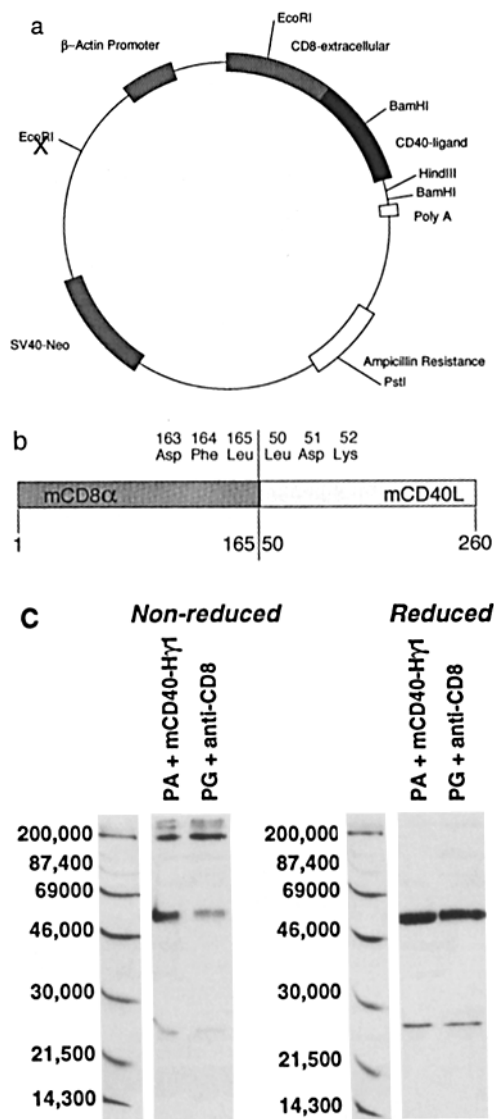 a
β-Actin Promoter
EcoRI
CD8-extracellular
BamHI
CD40-ligand
HindIII
BamHI
Poly A
EcoRI
X
SV40-Neo
Ampicillin Resistance
PstI
b
163 164 165 50 51 52
Asp Phe Leu Leu Asp Lys
mCD8α mCD40L
1 165 50 260
C
Non-reduced Reduced
PA + mCD40-Hγ1
PG + anti-CD8
PA + mCD40-Hγ1
PG + anti-CD8
200,000 200,000
87,400 87,400
69000 69000
46,000 46,000
30,000 30,000
21,500 21,500
14,300 14,300